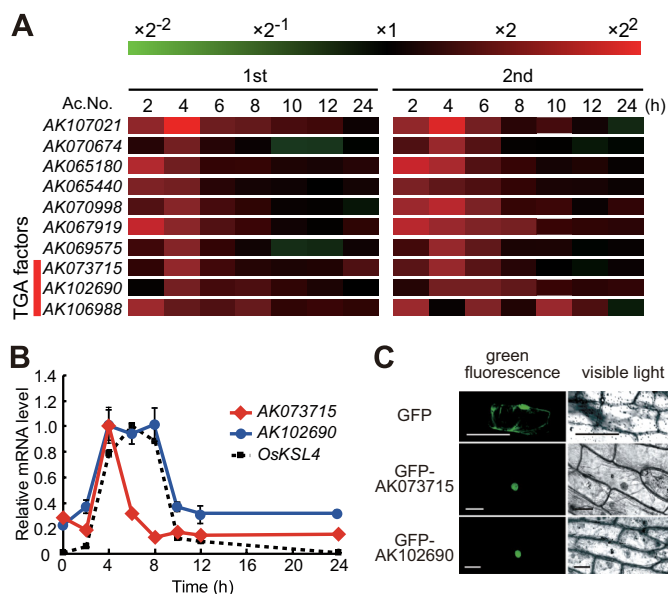 A
×2-2 ×2-1 ×1 ×2 ×22
1st 2nd
Ac.No. 2 4 6 8 10 12 24 2 4 6 8 10 12 24 (h)
AK107021
AK070674
AK065180
AK065440
AK070998
AK067919
AK069575
AK073715
AK102690
AK106988
TGA factors
B
Relative mRNA level
1.4
1.2
1.0
0.8
0.6
0.4
0.2
0
AK073715
AK102690
OsKSL4
0 4 8 12 16 20 24
Time (h)
C
green fluorescence visible light
GFP
GFP-AK073715
GFP-AK102690